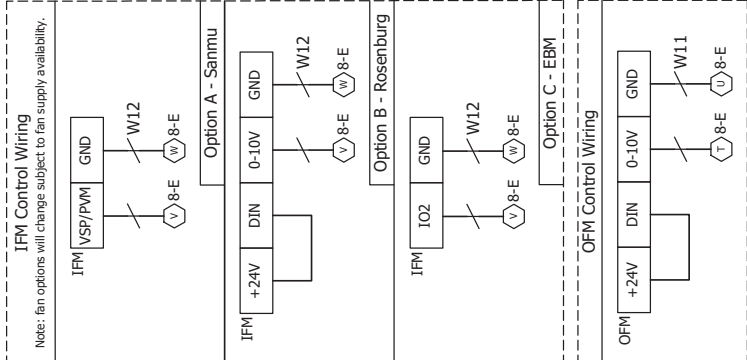 IFM Control Wiring
Note: fan options will change subject to fan supply availability.
IFM
VSP/PVM
GND
W12
V
8-E
W
8-E
Option A - Sanmu
IFM
+24V
DIN
0-10V
GND
W12
V
8-E
W
8-E
Option B - Rosenburg
IFM
IO2
GND
W12
V
8-E
W
8-E
Option C - EBM
OFM Control Wiring
OFM
+24V
DIN
0-10V
GND
W11
T
8-E
U
8-E